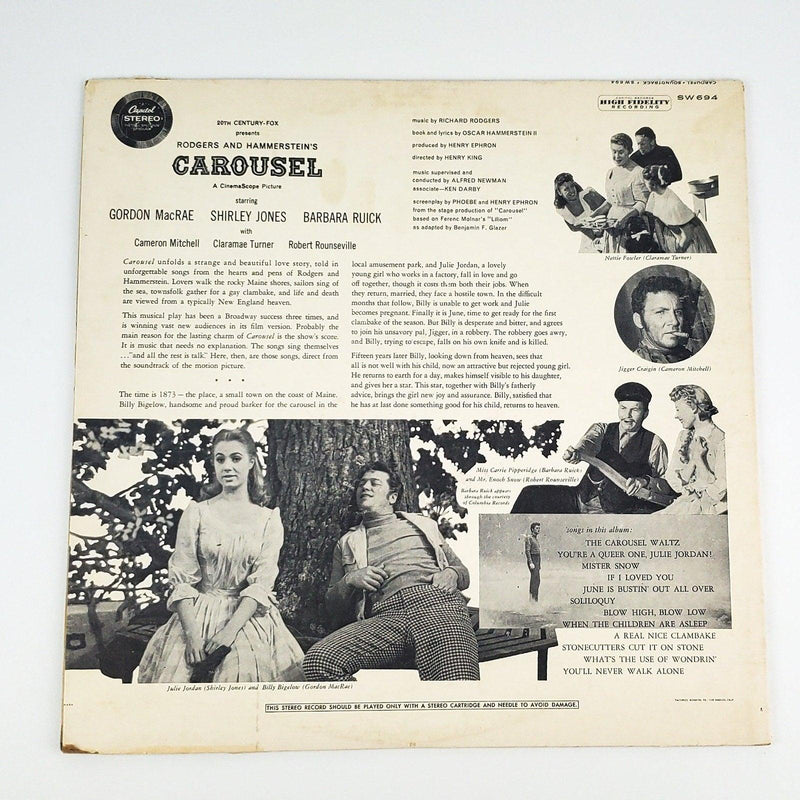 CAROUSEL • SOUNDTRACK • SW 694
Capitol
STEREO
CAPITOL RECORDS
HIGH FIDELITY
RECORDING
SW 694
20TH CENTURY-FOX
presents
RODGERS AND HAMMERSTEIN'S
CAROUSEL
A CinemaScope Picture
starring
GORDON MacRAE SHIRLEY JONES BARBARA RUICK
with
Cameron Mitchell Claramae Turner Robert Rounseville
music by RICHARD RODGERS
book and lyrics by OSCAR HAMMERSTEIN II
produced by HENRY EPHRON
directed by HENRY KING
music supervised and
conducted by ALFRED NEWMAN
associate—KEN DARBY
screenplay by PHOEBE and HENRY EPHRON
from the stage production of "Carousel"
based on Ferenc Molnar's "Liliom"
as adapted by Benjamin F. Glazer
Nettie Fowler (Claramae Turner)
Carousel unfolds a strange and beautiful love story, told in
unforgettable songs from the hearts and pens of Rodgers and
Hammerstein. Lovers walk the rocky Maine shores, sailors sing of
the sea, townsfolk gather for a gay clambake, and life and death
are viewed from a typically New England heaven.
This musical play has been a Broadway success three times, and
is winning vast new audiences in its film version. Probably the
main reason for the lasting charm of Carousel is the show's score.
It is music that needs no explanation. The songs sing themselves
..."and all the rest is talk." Here, then, are those songs, direct from
the soundtrack of the motion picture.
• • •
The time is 1873 — the place, a small town on the coast of Maine.
Billy Bigelow, handsome and proud barker for the carousel in the
local amusement park, and Julie Jordan, a lovely
young girl who works in a factory, fall in love and go
off together, though it costs them both their jobs. When
they return, married, they face a hostile town. In the difficult
months that follow, Billy is unable to get work and Julie
becomes pregnant. Finally it is June, time to get ready for the first
clambake of the season. But Billy is desperate and bitter, and agrees
to join his unsavory pal, Jigger, in a robbery. The robbery goes awry,
and Billy, trying to escape, falls on his own knife and is killed.
Fifteen years later Billy, looking down from heaven, sees that
all is not well with his child, now an attractive but rejected young girl.
He returns to earth for a day, makes himself visible to his daughter,
and gives her a star. This star, together with Billy's fatherly
advice, brings the girl new joy and assurance. Billy, satisfied that
he has at last done something good for his child, returns to heaven.
Jigger Craigin (Cameron Mitchell)
Miss Carrie Pipperidge (Barbara Ruick)
and Mr. Enoch Snow (Robert Rounseville)
Barbara Ruick appears
through the courtesy
of Columbia Records
songs in this album:
THE CAROUSEL WALTZ
YOU'RE A QUEER ONE, JULIE JORDAN!
MISTER SNOW
IF I LOVED YOU
JUNE IS BUSTIN' OUT ALL OVER
SOLILOQUY
BLOW HIGH, BLOW LOW
WHEN THE CHILDREN ARE ASLEEP
A REAL NICE CLAMBAKE
STONECUTTERS CUT IT ON STONE
WHAT'S THE USE OF WONDRIN'
YOU'LL NEVER WALK ALONE
Julie Jordan (Shirley Jones) and Billy Bigelow (Gordon MacRae)
THIS STEREO RECORD SHOULD BE PLAYED ONLY WITH A STEREO CARTRIDGE AND NEEDLE TO AVOID DAMAGE.